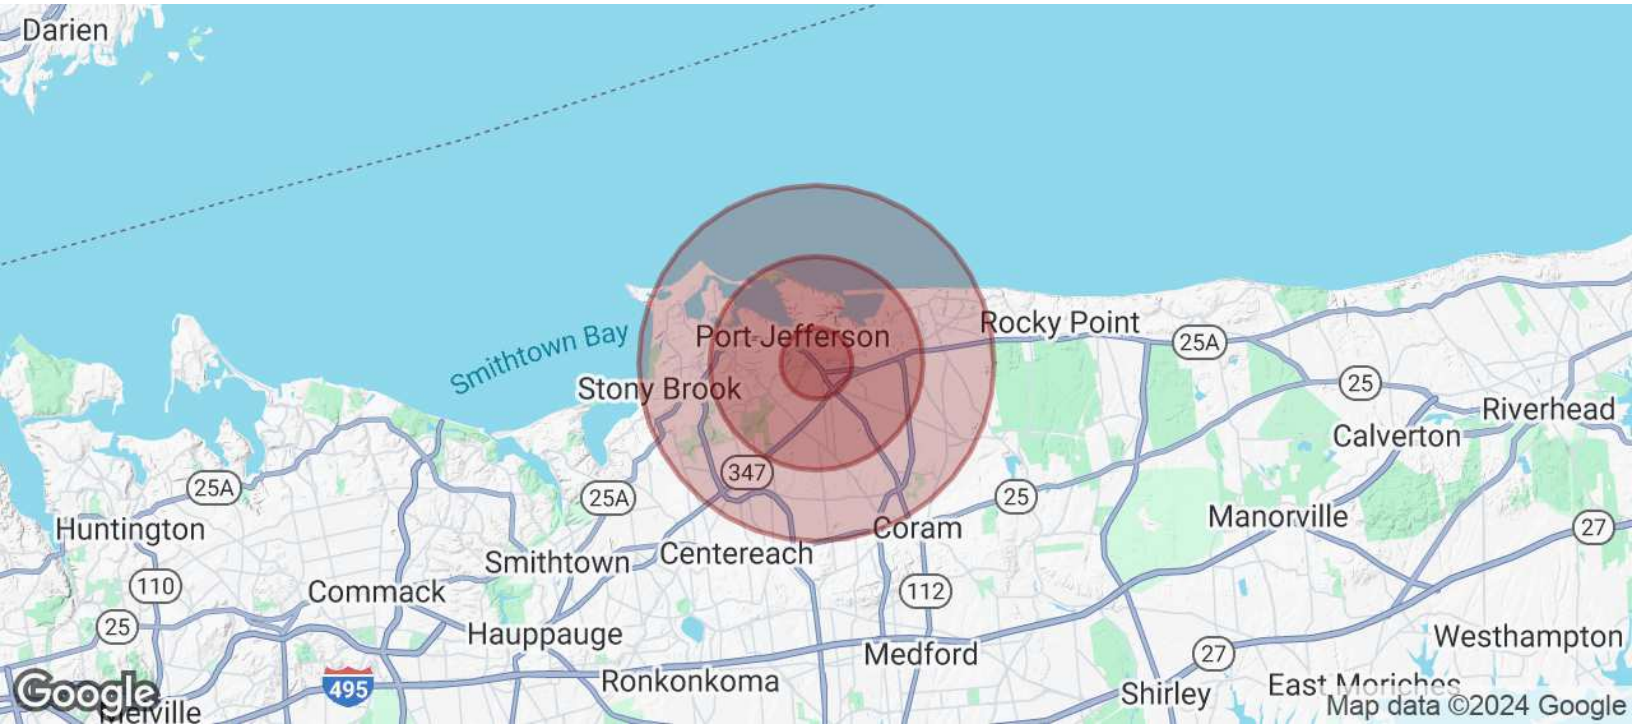 Darien
Smithtown Bay
Port Jefferson
Rocky Point
25A
Stony Brook
25
Riverhead
Calverton
347
25A
25A
25
Huntington
Manorville
27
Coram
Centereach
Smithtown
110
Commack
112
25
Hauppauge
Westhampton
Medford
27
495
Ronkonkoma
Shirley
East Moriches
Google
Melville
Map data ©2024 Google